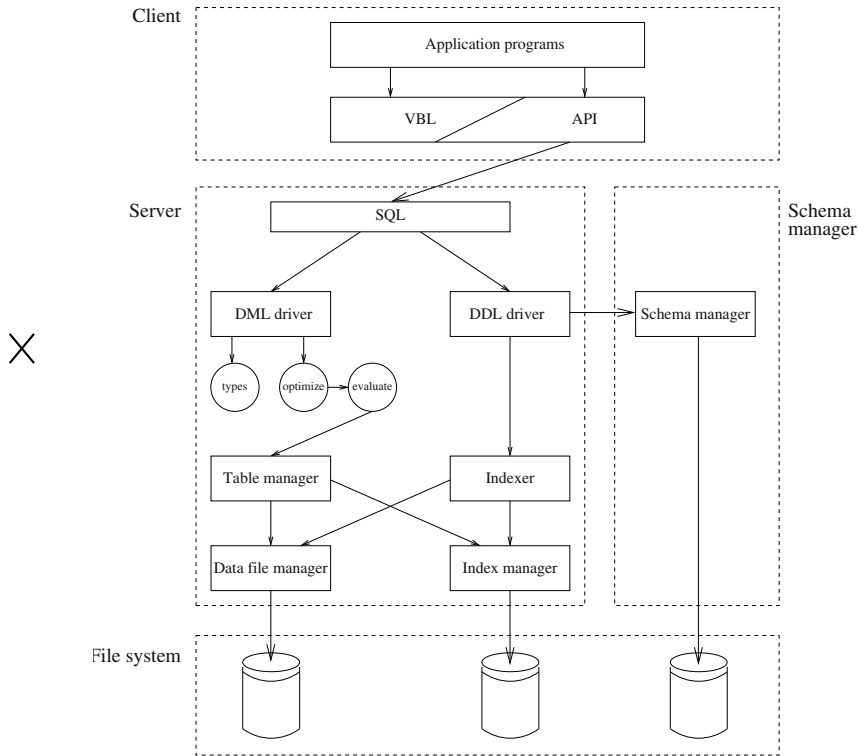 Client
Application programs
VBL
API
Server
SQL
Schema
manager
DML driver
DDL driver
Schema manager
types
optimize
evaluate
Table manager
Indexer
Data file manager
Index manager
File system